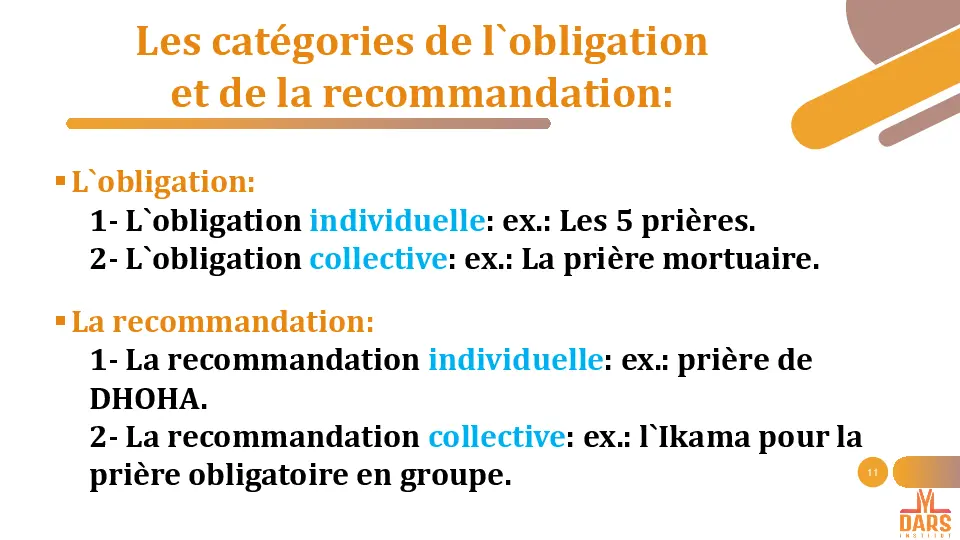 Les catégories de l`obligation
et de la recommandation:
▪ L`obligation:
1- L`obligation individuelle: ex.: Les 5 prières.
2- L`obligation collective: ex.: La prière mortuaire.
▪ La recommandation:
1- La recommandation individuelle: ex.: prière de
DHOHA.
2- La recommandation collective: ex.: l`Ikama pour la
prière obligatoire en groupe.
11
DARS
INSTITUT